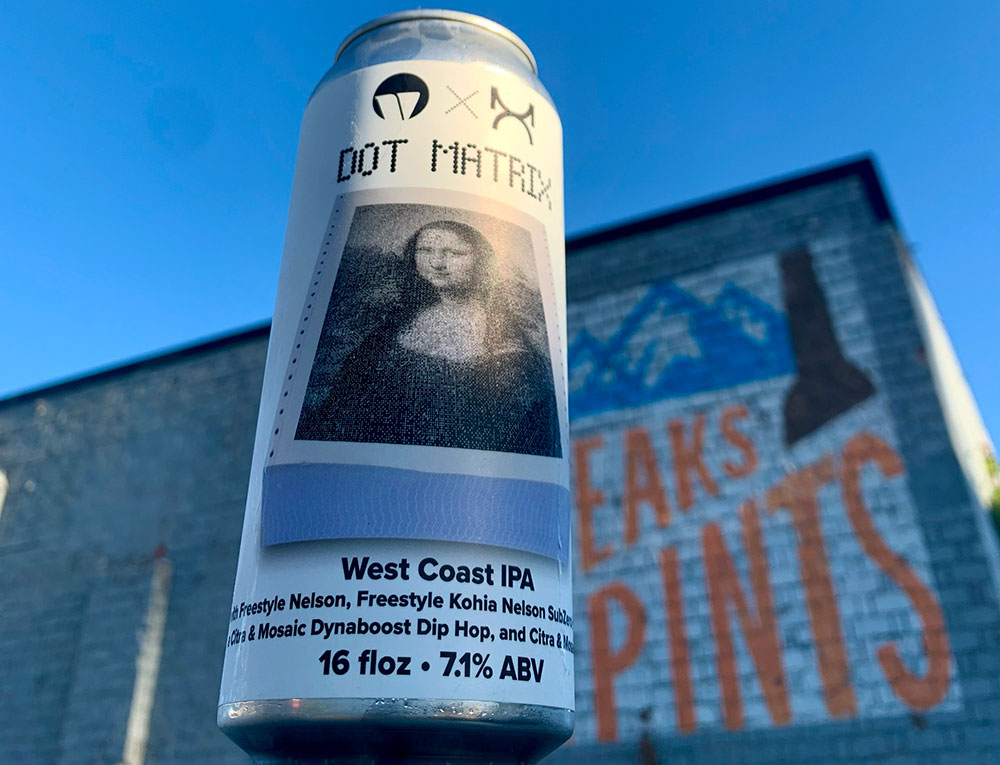 DOT MATRIX
West Coast IPA
Freestyle Nelson, Freestyle Kohia Nelson SubZero
Citra & Mosaic Dynaboost Dip Hop, and Citra &
16 floz • 7.1% ABV
EAKS
PINTS